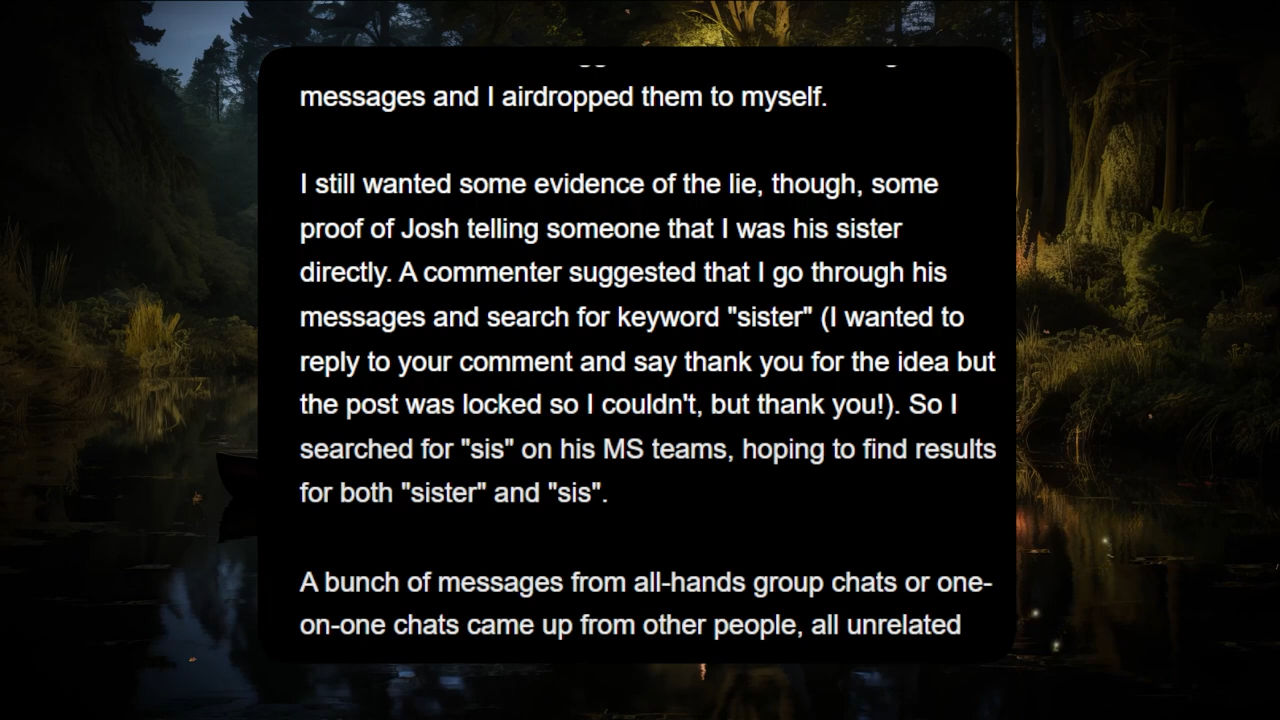 messages and I airdropped them to myself.
I still wanted some evidence of the lie, though, some
proof of Josh telling someone that I was his sister
directly. A commenter suggested that I go through his
messages and search for keyword "sister" (I wanted to
reply to your comment and say thank you for the idea but
the post was locked so I couldn't, but thank you!). So I
searched for "sis" on his MS teams, hoping to find results
for both "sister" and "sis".
A bunch of messages from all-hands group chats or one-
on-one chats came up from other people, all unrelated